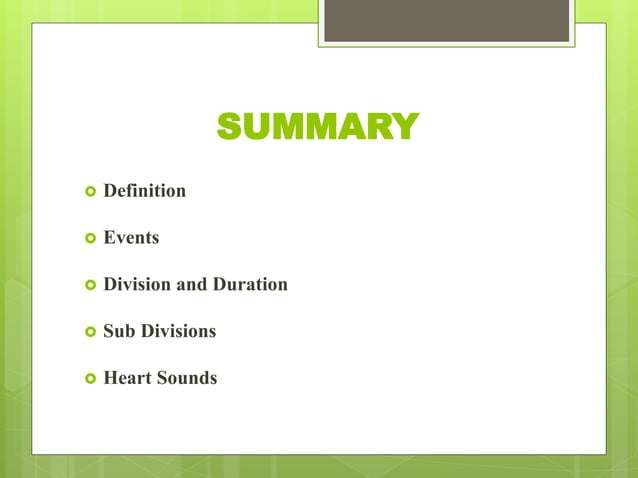 SUMMARY
Definition
Events
Division and Duration
Sub Divisions
Heart Sounds